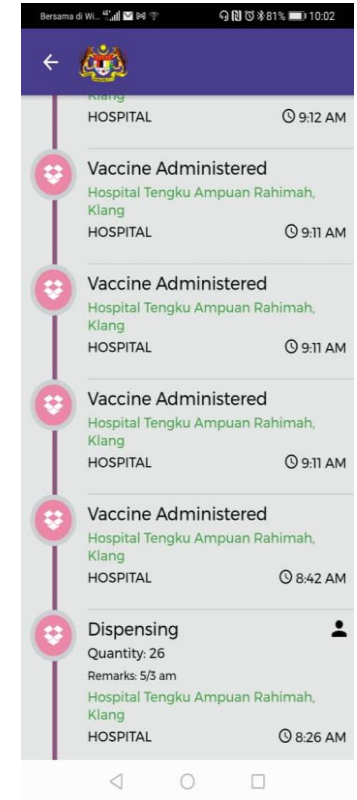 Bersama di Wi... 81% 10:02
Klang
HOSPITAL 9:12 AM
Vaccine Administered
Hospital Tengku Ampuan Rahimah,
Klang
HOSPITAL 9:11 AM
Vaccine Administered
Hospital Tengku Ampuan Rahimah,
Klang
HOSPITAL 9:11 AM
Vaccine Administered
Hospital Tengku Ampuan Rahimah,
Klang
HOSPITAL 9:11 AM
Vaccine Administered
Hospital Tengku Ampuan Rahimah,
Klang
HOSPITAL 8:42 AM
Dispensing
Quantity: 26
Remarks: 5/3 am
Hospital Tengku Ampuan Rahimah,
Klang
HOSPITAL 8:26 AM